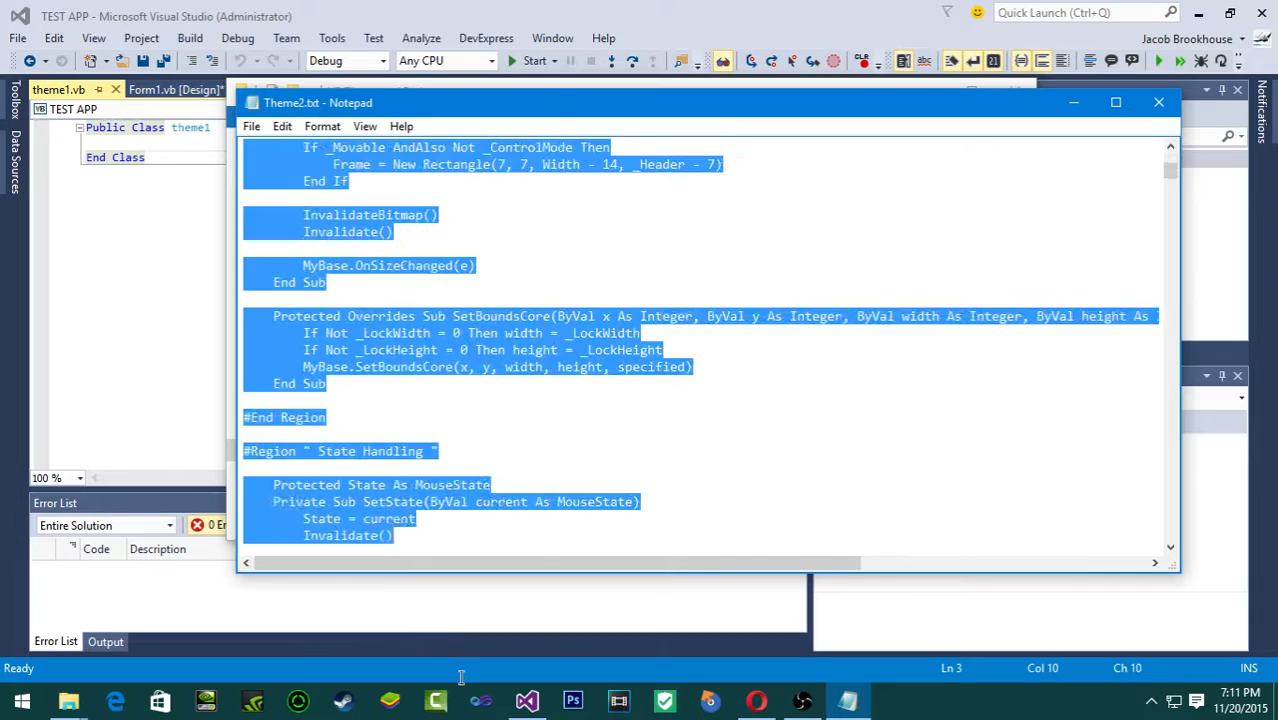 TEST APP - Microsoft Visual Studio (Administrator)
Quick Launch (Ctrl+Q)
File Edit View Project Build Debug Team Tools Test Analyze DevExpress Window Help
Jacob Brookhouse
Debug Any CPU Start
theme1.vb Form1.vb [Design]*
TEST APP
Public Class theme1
End Class
Toolbox
Data Sources
Notifications
Theme2.txt - Notepad
File Edit Format View Help
If _Movable AndAlso Not _ControlMode Then
Frame = New Rectangle(7, 7, Width - 14, _Header - 7)
End If
InvalidateBitmap()
Invalidate()
MyBase.OnSizeChanged(e)
End Sub
Protected Overrides Sub SetBoundsCore(ByVal x As Integer, ByVal y As Integer, ByVal width As Integer, ByVal height As
If Not _LockWidth = 0 Then width = _LockWidth
If Not _LockHeight = 0 Then height = _LockHeight
MyBase.SetBoundsCore(x, y, width, height, specified)
End Sub
#End Region
#Region " State Handling "
Protected State As MouseState
Private Sub SetState(ByVal current As MouseState)
State = current
Invalidate()
100 %
Error List
Entire Solution 0 Er
Code Description
Error List Output
Ready Ln 3 Col 10 Ch 10 INS
7:11 PM
11/20/2015